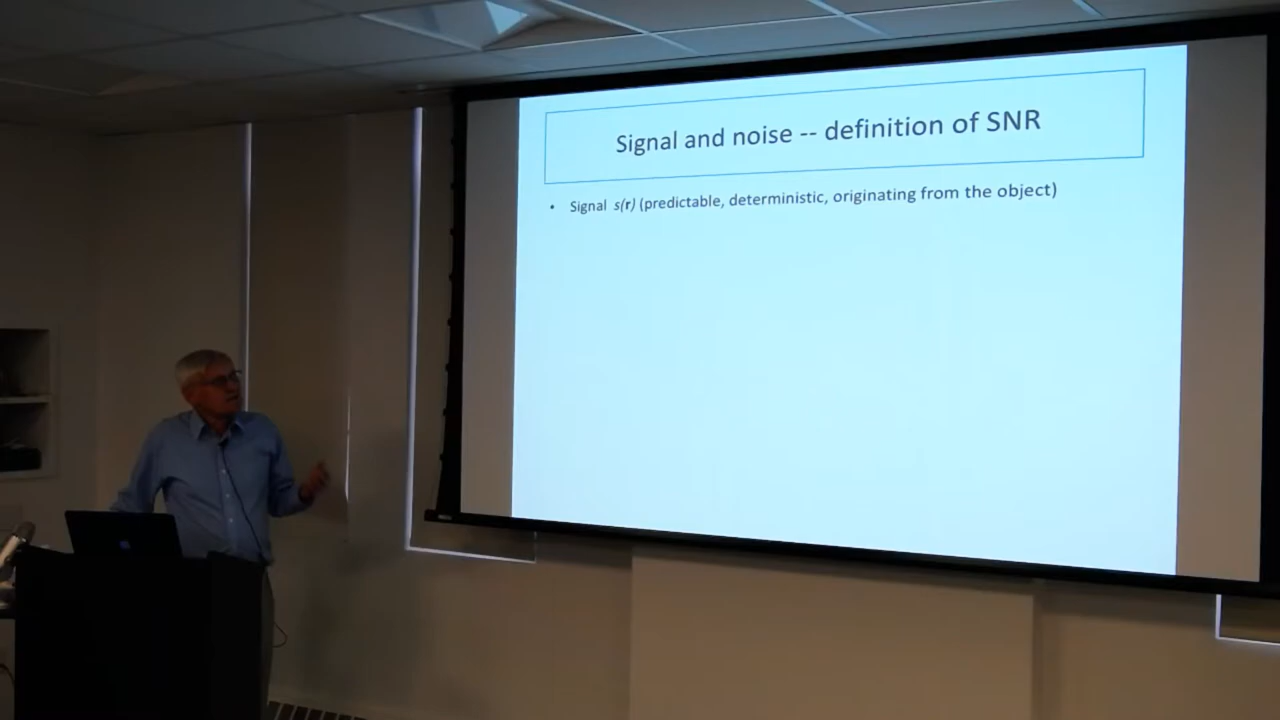 Signal and noise -- definition of SNR
• Signal s(r) (predictable, deterministic, originating from the object)